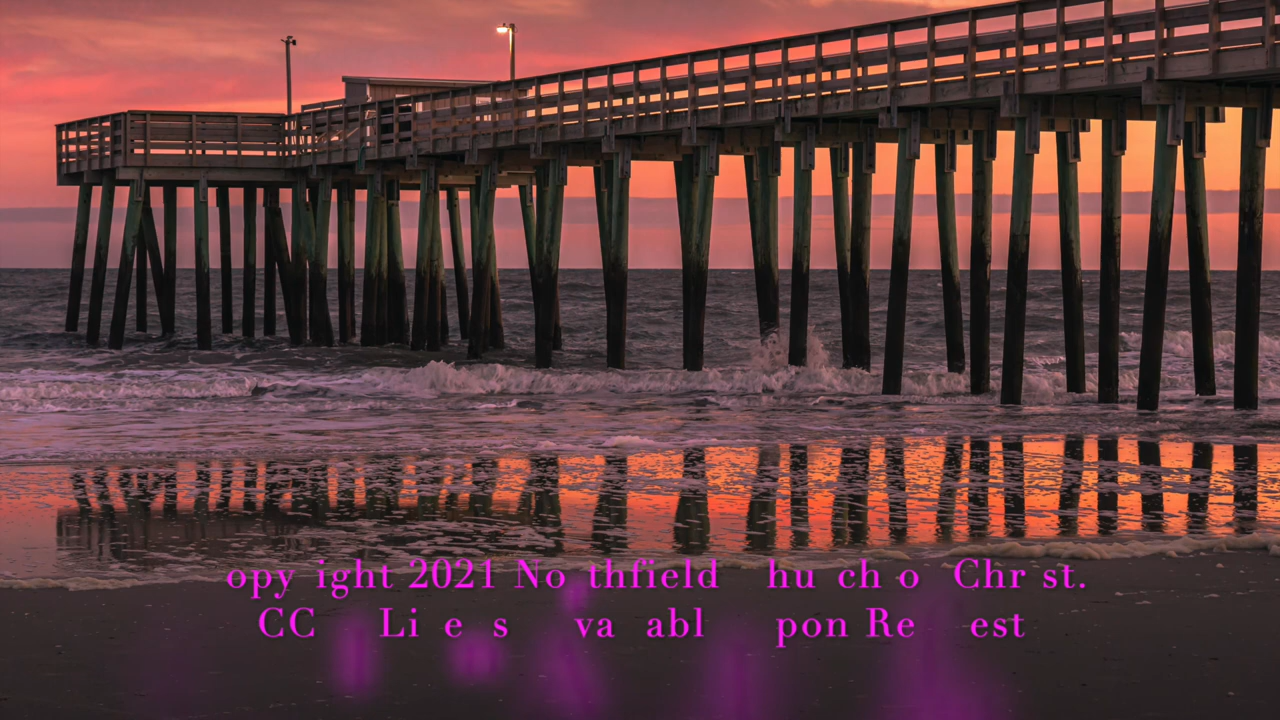 opy ight 2021 No thfield hu ch o Chr st.
CC Li e s va abl pon Re est